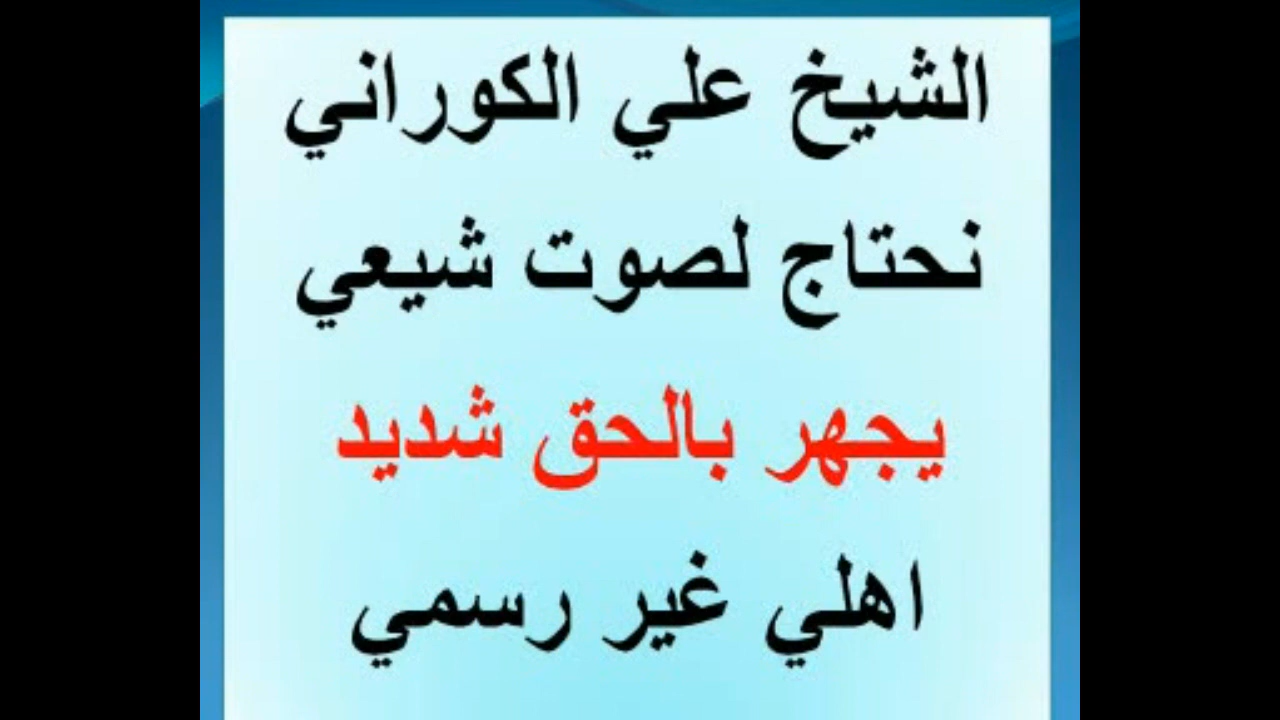 الشيخ علي الكوراني
نحتاج لصوت شيعي
يجهر بالحق شديد
اهلي غير رسمي